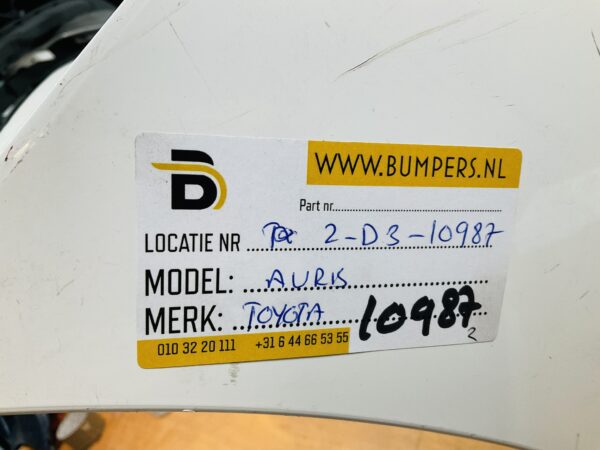 B
WWW.BUMPERS.NL
Part nr.
LOCATIE NR 2-D3-10987
MODEL: AURIS
MERK: TOYOTA 10987
2
010 32 20 111 +31 6 44 66 53 55